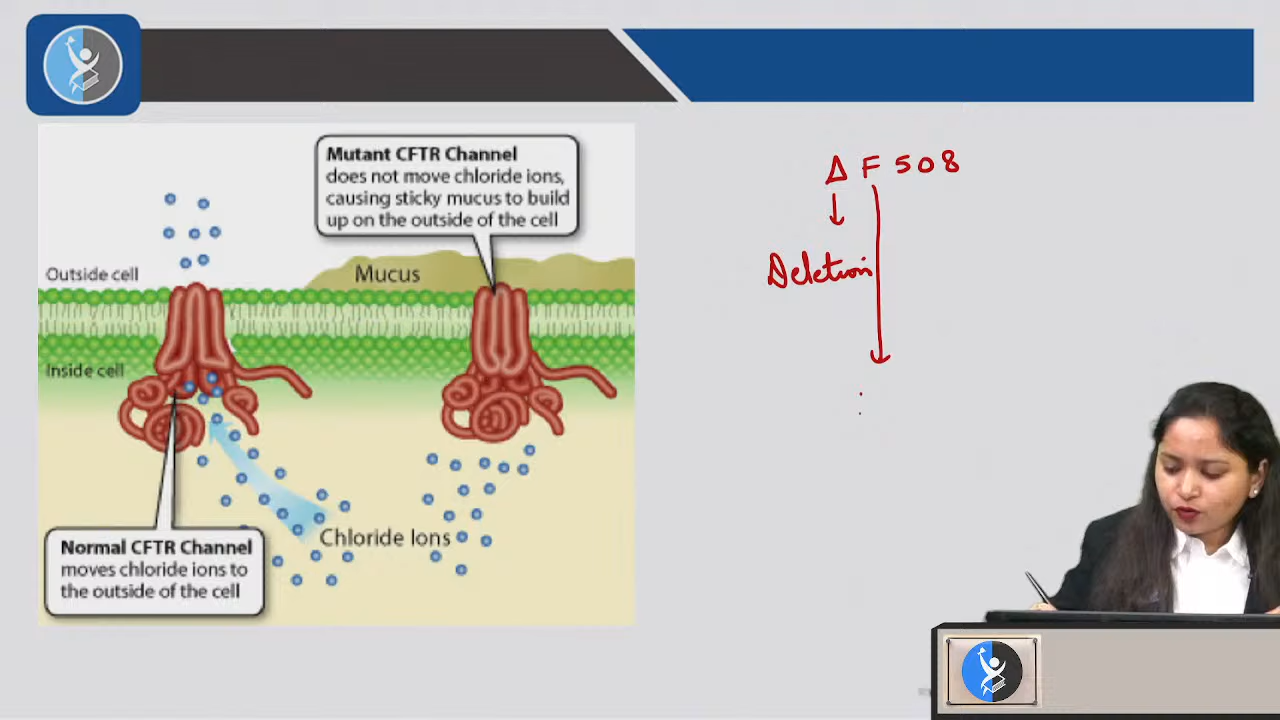 Mutant CFTR Channel
does not move chloride ions,
causing sticky mucus to build
up on the outside of the cell
Outside cell
Mucus
Inside cell
Chloride Ions
Normal CFTR Channel
moves chloride ions to
the outside of the cell
Δ F 508
Deletion